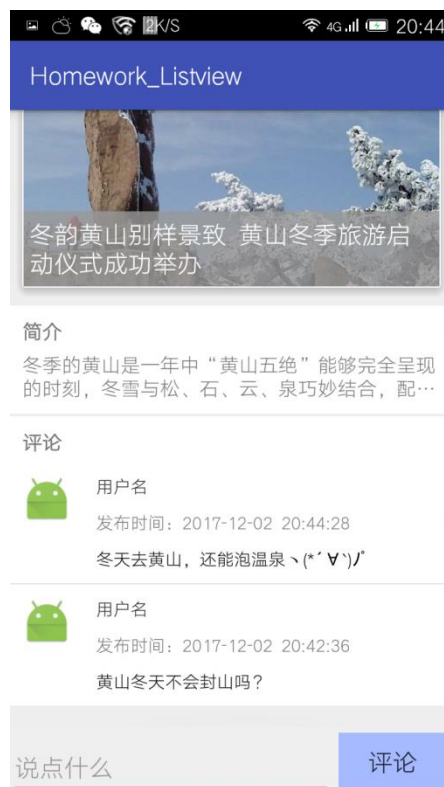 2K/S 4G 20:44
Homework_Listview
冬韵黄山别样景致 黄山冬季旅游启
动仪式成功举办
简介
冬季的黄山是一年中“黄山五绝”能够完全呈现
的时刻，冬雪与松、石、云、泉巧妙结合，配…
评论
用户名
发布时间：2017-12-02 20:44:28
冬天去黄山，还能泡温泉ヽ(*´∀`)ﾉﾟ
用户名
发布时间：2017-12-02 20:42:36
黄山冬天不会封山吗？
说点什么
评论